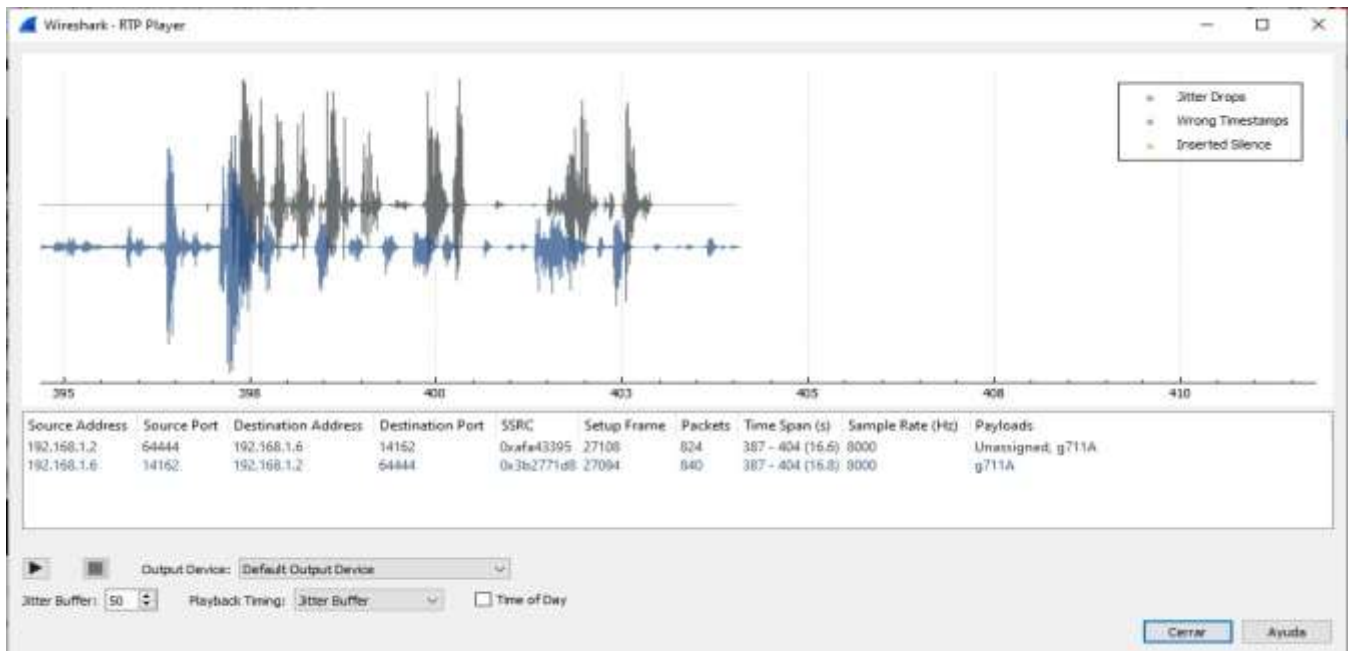 Wireshark - RTP Player
Jitter Drops
Wrong Timestamps
Inserted Silence
395 398 400 403 405 408 410
Source Address Source Port Destination Address Destination Port SSRC Setup Frame Packets Time Span (s) Sample Rate (Hz) Payloads
192.168.1.2 64444 192.168.1.6 14162 0xafa43395 27108 824 387 - 404 (16.6) 8000 Unassigned, g711A
192.168.1.6 14162 192.168.1.2 64444 0x3b2771d8 27094 840 387 - 404 (16.8) 8000 g711A
Output Device: Default Output Device
Jitter Buffer: 50 Playback Timing: Jitter Buffer Time of Day
Cerrar Ayuda